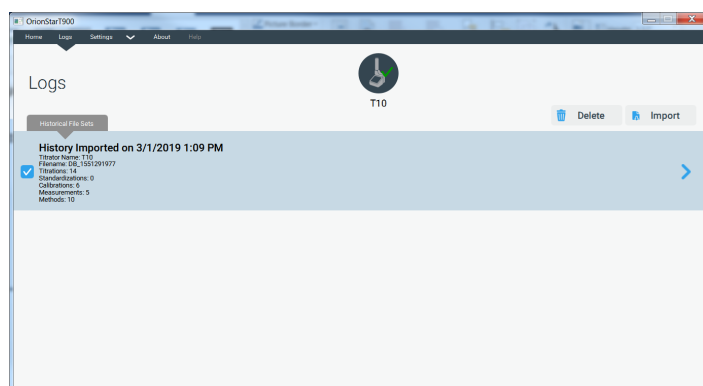 OrionStarT900
Home Logs Settings About Help
Logs
T10
Delete Import
Historical File Sets
History Imported on 3/1/2019 1:09 PM
Titrator Name: T10
Filename: DB_1551291977
Titrations: 14
Standardizations: 0
Calibrations: 6
Measurements: 5
Methods: 10